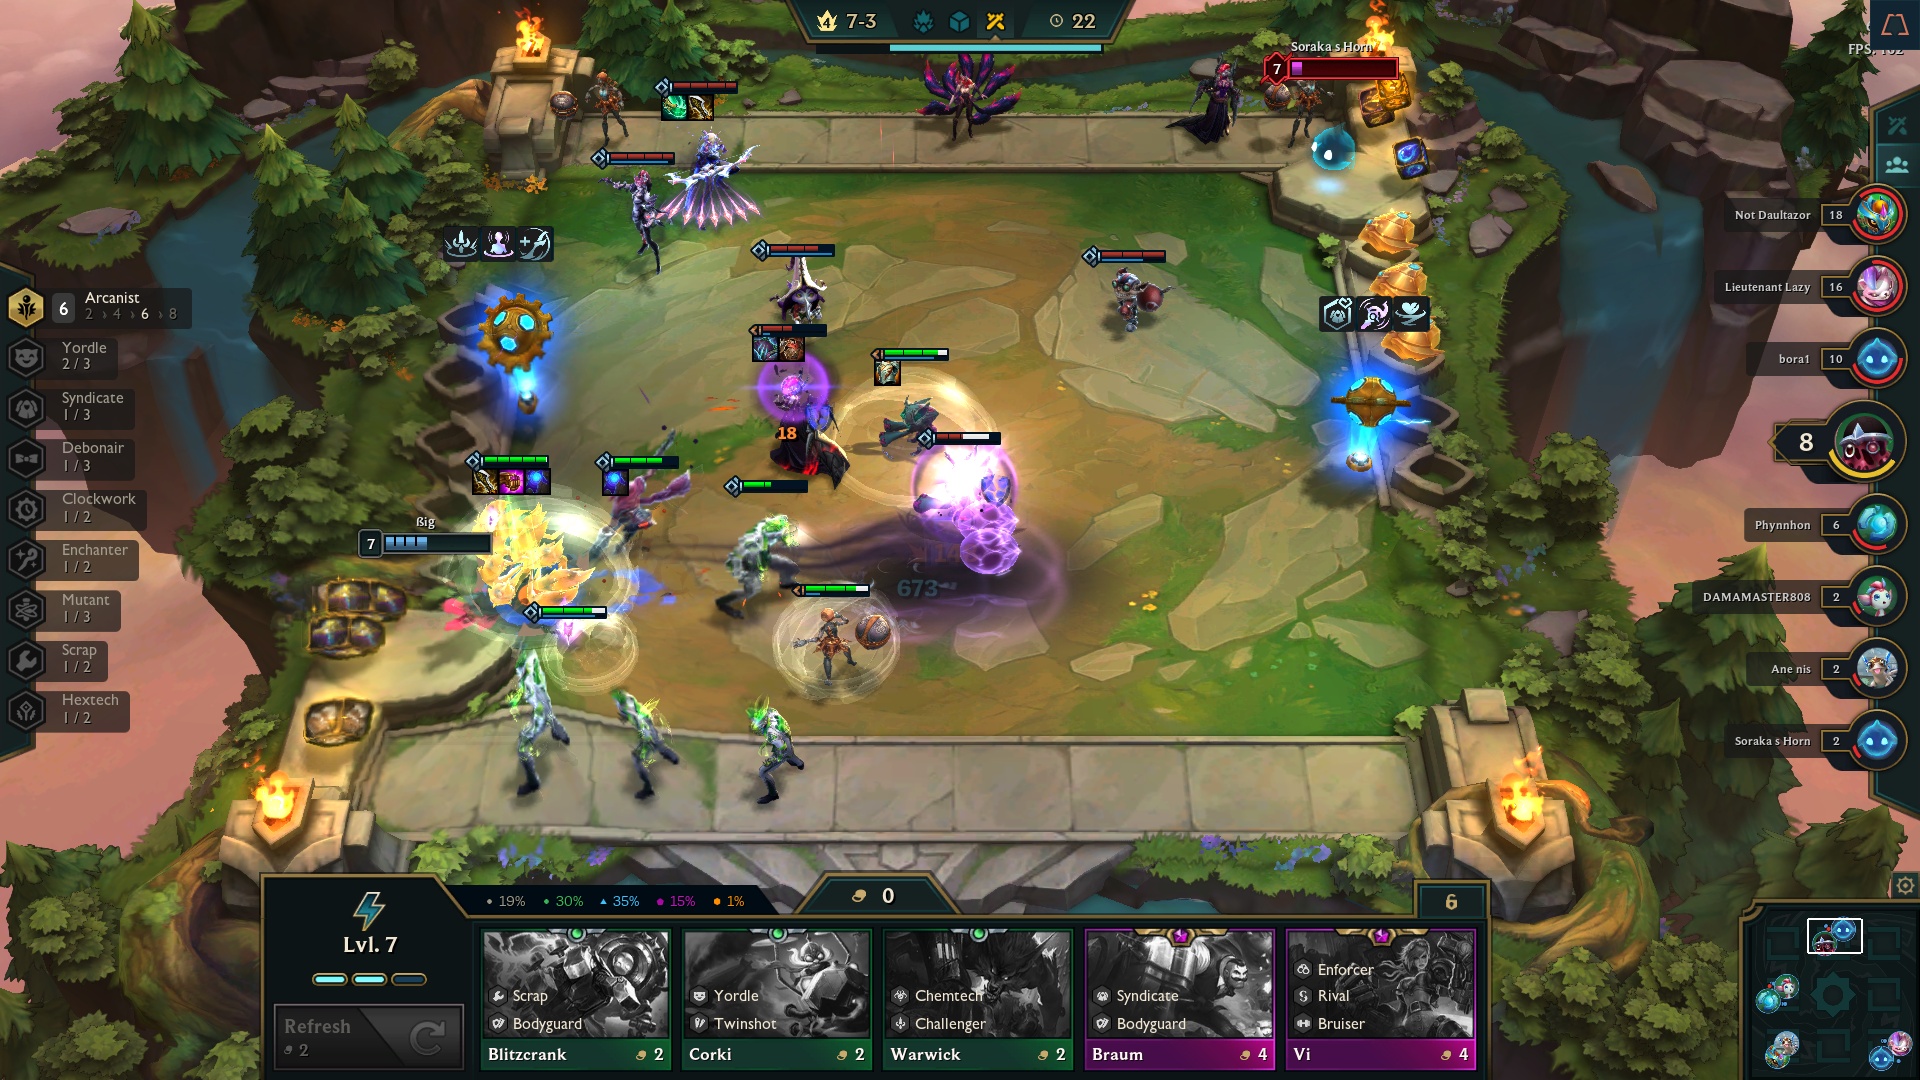 4 7-3 22
FPS: 162
Soraka s Horn
7
Not Daultazor 18
6 Arcanist
2 › 4 › 6 › 8
Lieutenant Lazy 16
Yordle
2 / 3
bora1 10
Syndicate
1 / 3
8
Debonair
1 / 3
18
Clockwork
1 / 2
Phynnhon 6
ßig
7
Enchanter
1 / 2
673
DAMAMASTER808 2
Mutant
1 / 3
Ane nis 2
Scrap
1 / 2
Hextech
1 / 2
Soraka s Horn 2
19% 30% 35% 15% 1%
0
6
Lvl. 7
Refresh
2
Scrap
Bodyguard
Blitzcrank 2
Yordle
Twinshot
Corki 2
Chemtech
Challenger
Warwick 2
Syndicate
Bodyguard
Braum 4
Enforcer
Rival
Bruiser
Vi 4